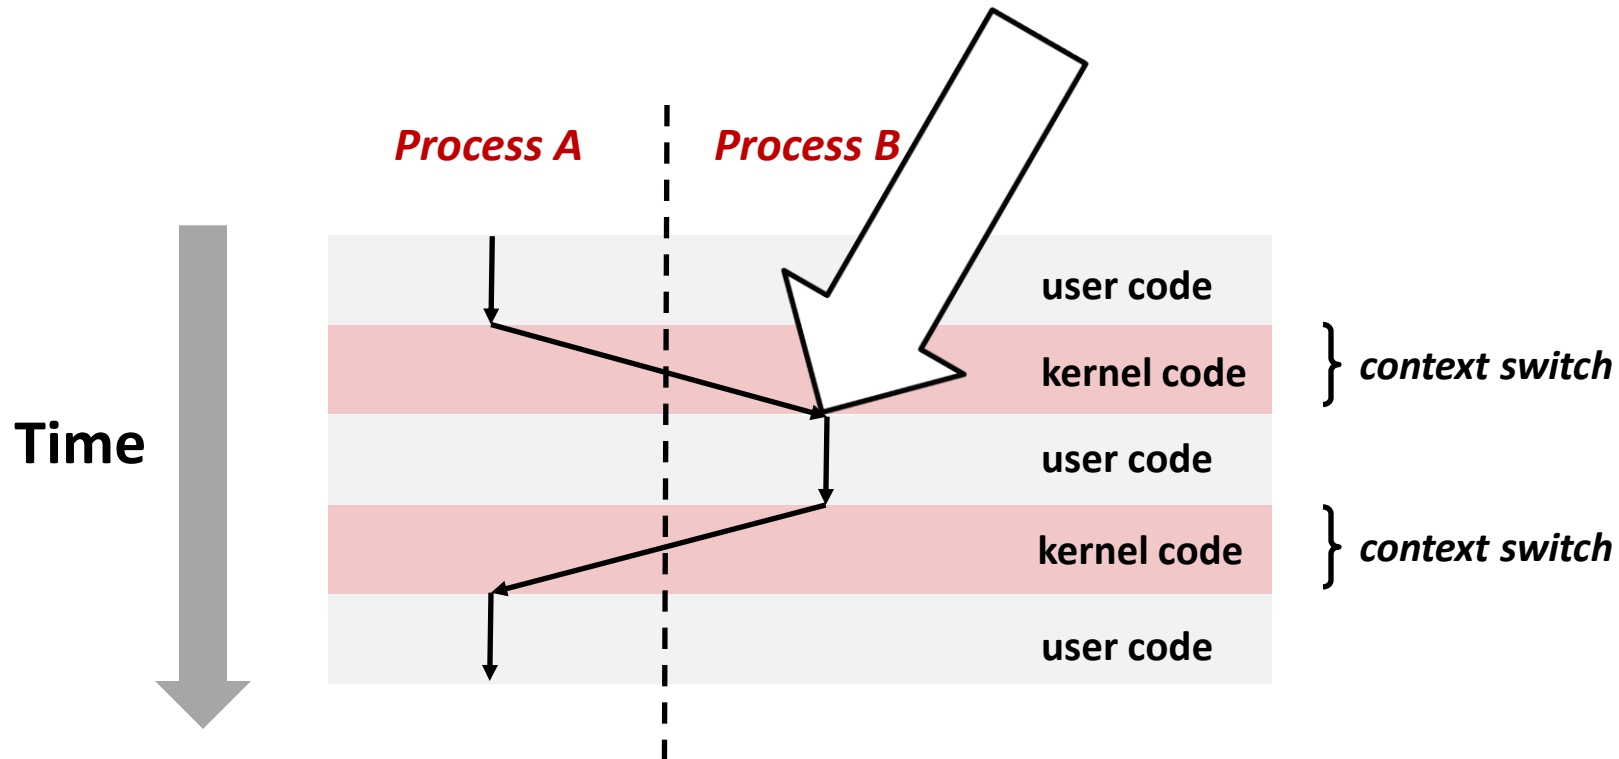 Process A
Process B
user code
kernel code
context switch
Time
user code
kernel code
context switch
user code